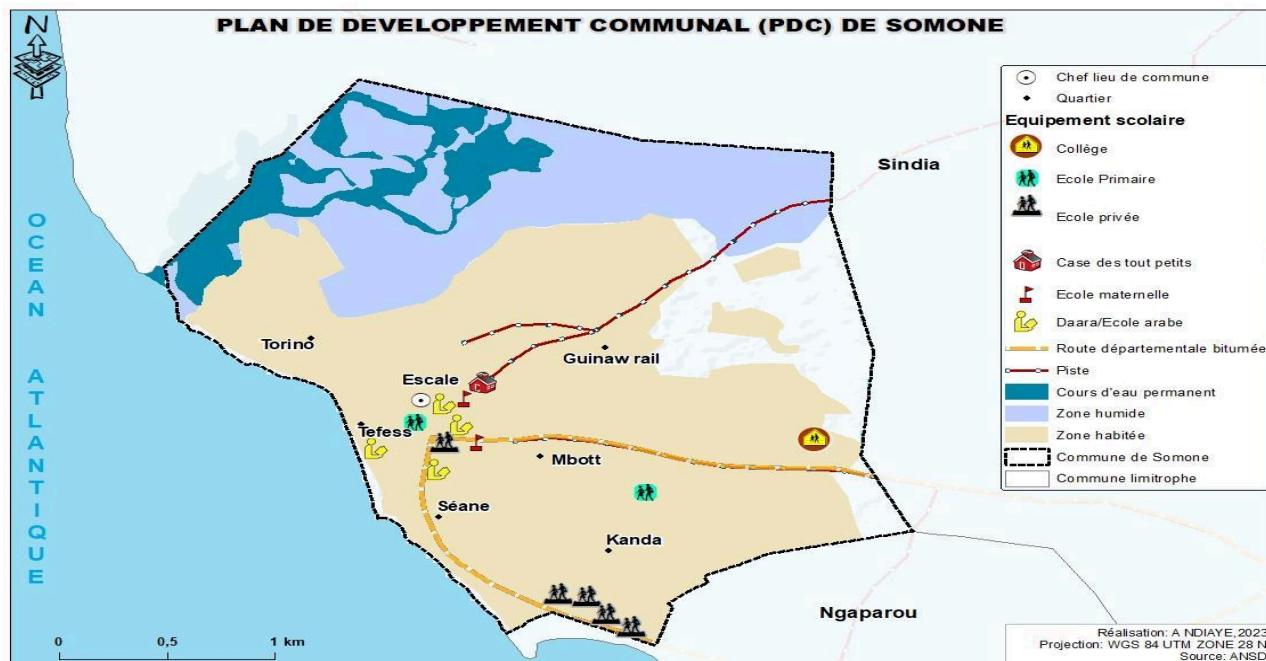 PLAN DE DEVELOPPEMENT COMMUNAL (PDC) DE SOMONE
N
Chef lieu de commune
Quartier
Equipement scolaire
Collège
Ecole Primaire
Ecole privée
Case des tout petits
Ecole maternelle
Daara/Ecole arabe
Route départementale bitumée
Piste
Cours d'eau permanent
Zone humide
Zone habitée
Commune de Somone
Commune limitrophe
Sindia
OCEAN ATLANTIQUE
Torino
Guinaw rail
Escale
Tefess
Mbott
Séane
Kanda
Ngaparou
0 0,5 1 km
Réalisation: A NDIAYE,2023
Projection: WGS 84 UTM ZONE 28 N
Source: ANSD